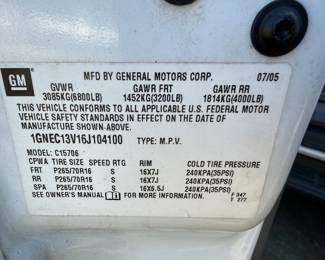 GM
MFD BY GENERAL MOTORS CORP. 07/05
GVWR GAWR FRT GAWR RR
3085KG(6800LB) 1452KG(3200LB) 1814KG(4000LB)
THIS VEHICLE CONFORMS TO ALL APPLICABLE U.S. FEDERAL MOTOR
VEHICLE SAFETY STANDARDS IN EFFECT ON THE DATE OF
MANUFACTURE SHOWN ABOVE.
1GNEC13V16J104100 TYPE: M.P.V.
MODEL: C15706
CPWA TIRE SIZE SPEED RTG RIM COLD TIRE PRESSURE
FRT P265/70R16 S 16X7J 240KPA(35PSI)
RR P265/70R16 S 16X7J 240KPA(35PSI)
SPA P265/70R16 S 16X6.5J 240KPA(35PSI)
SEE OWNER'S MANUAL FOR MORE INFORMATION. F 347
T 277